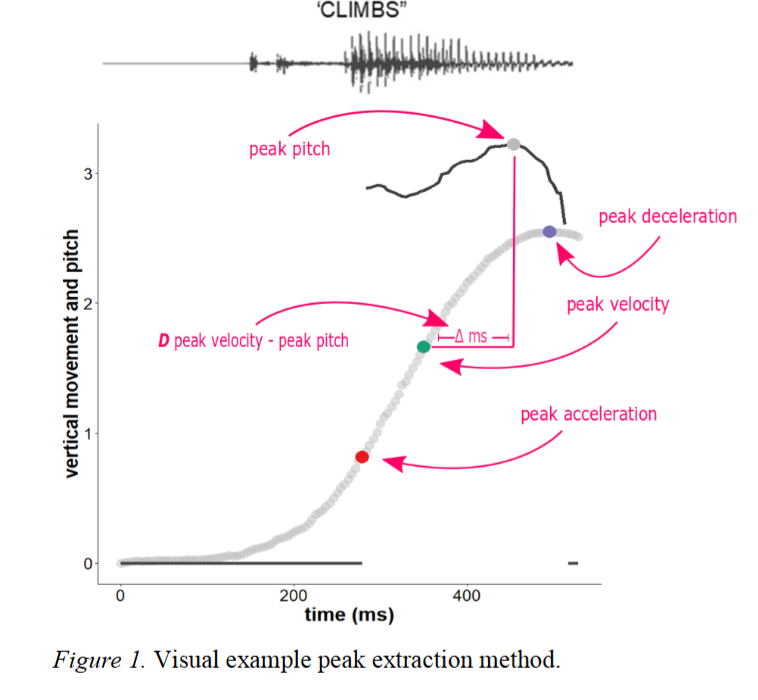 ‘CLIMBS”
peak pitch
3
peak deceleration
vertical movement and pitch
2
peak velocity
D peak velocity - peak pitch
Δ ms
peak acceleration
1
0
0 200 400
time (ms)
Figure 1. Visual example peak extraction method.